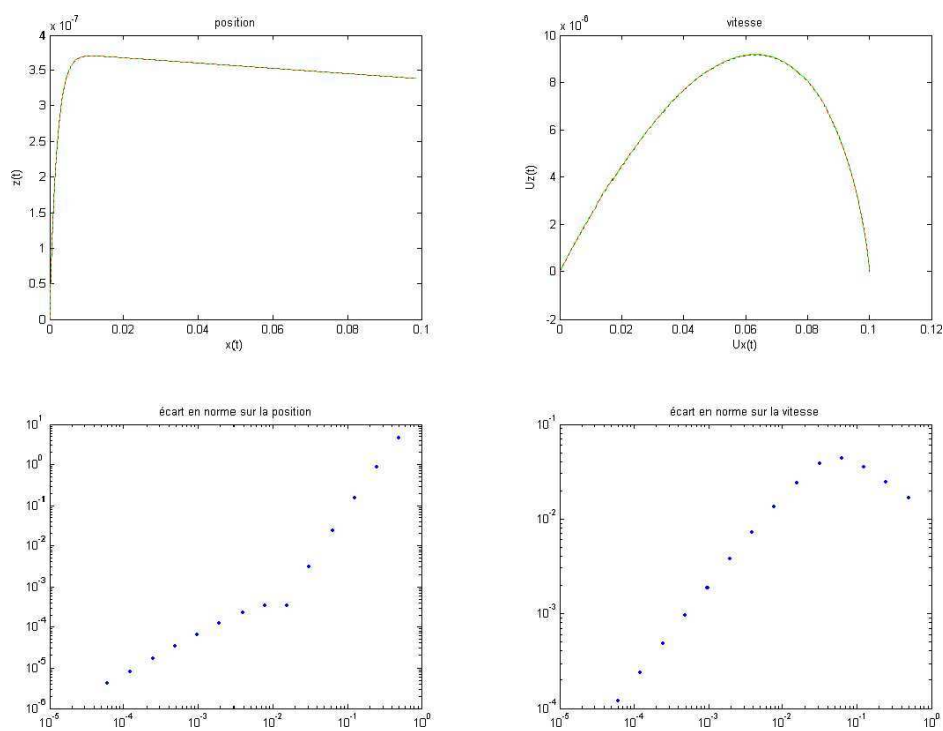 position
x 10^-7
4
3.5
3
2.5
2
1.5
1
0.5
0
z(t)
0 0.02 0.04 0.06 0.08 0.1
x(t)
vitesse
x 10^-6
10
8
6
4
2
0
-2
Uz(t)
0 0.02 0.04 0.06 0.08 0.1 0.12
Ux(t)
écart en norme sur la position
10^1
10^0
10^-1
10^-2
10^-3
10^-4
10^-5
10^-6
10^-5 10^-4 10^-3 10^-2 10^-1 10^0
écart en norme sur la vitesse
10^-1
10^-2
10^-3
10^-4
10^-5 10^-4 10^-3 10^-2 10^-1 10^0